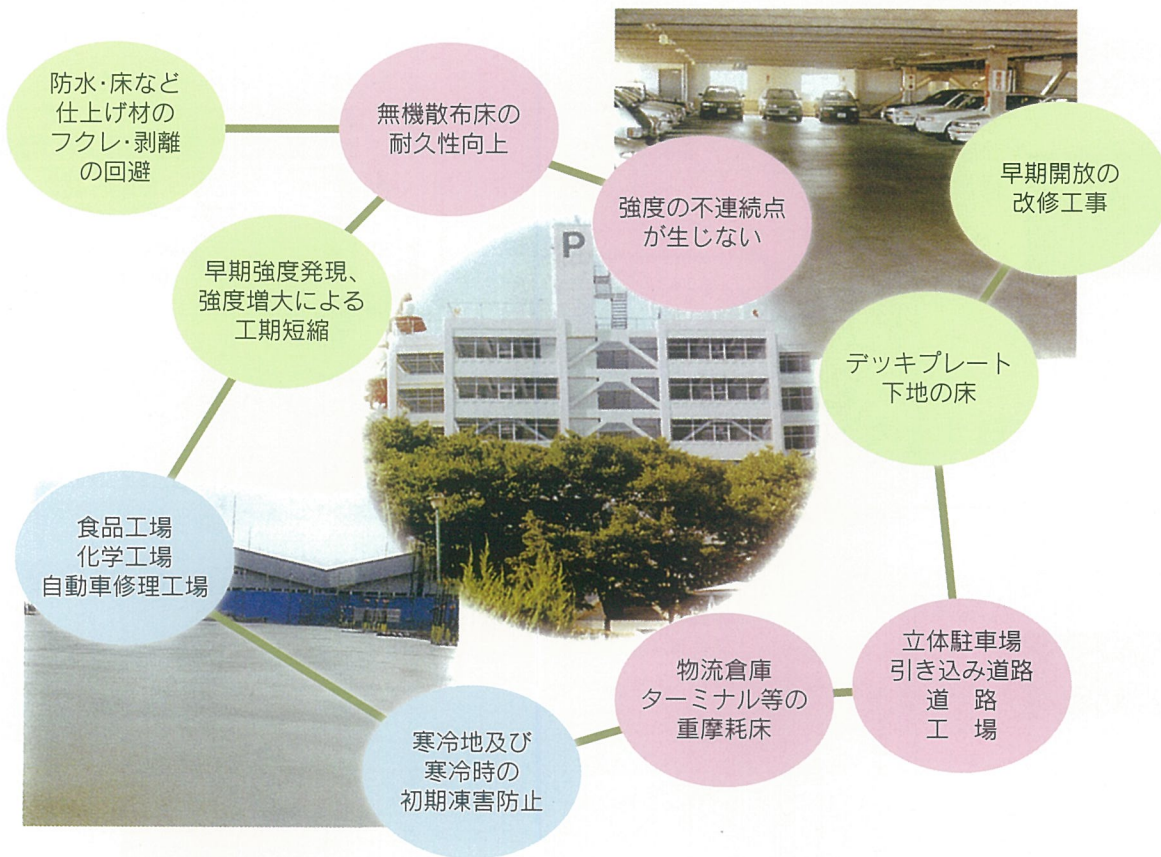 防水・床など
仕上げ材の
フクレ・剥離
の回避
無機散布床の
耐久性向上
強度の不連続点
が生じない
早期開放の
改修工事
早期強度発現、
強度増大による
工期短縮
P
デッキプレート
下地の床
食品工場
化学工場
自動車修理工場
寒冷地及び
寒冷時の
初期凍害防止
物流倉庫
ターミナル等の
重摩耗床
立体駐車場
引き込み道路
道　路
工　場